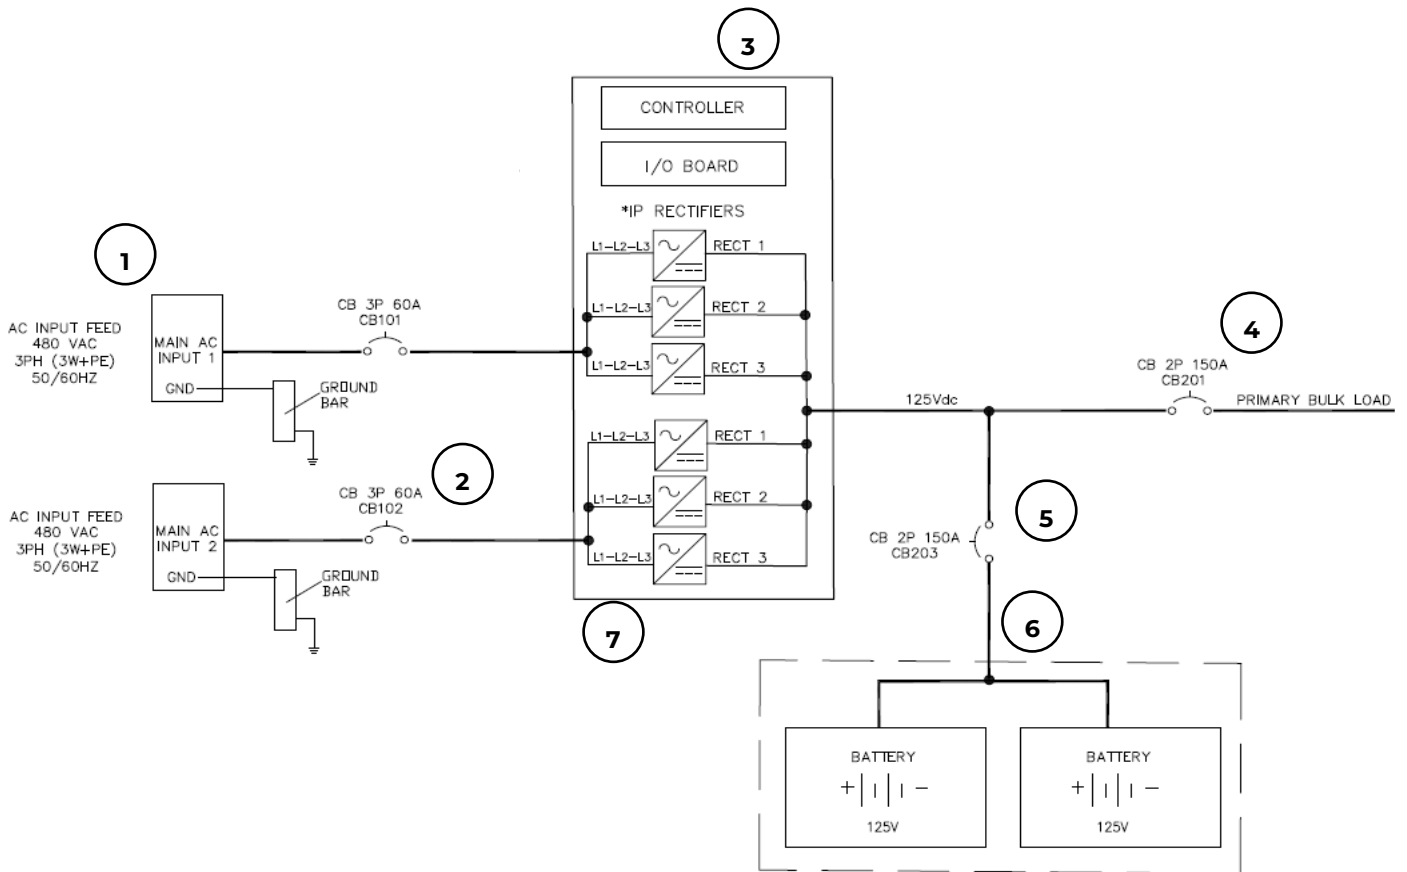 3
CONTROLLER
I/O BOARD
*IP RECTIFIERS
L1-L2-L3
RECT 1
L1-L2-L3
RECT 2
L1-L2-L3
RECT 3
L1-L2-L3
RECT 1
L1-L2-L3
RECT 2
L1-L2-L3
RECT 3
7
1
AC INPUT FEED
480 VAC
3PH (3W+PE)
50/60HZ
MAIN AC
INPUT 1
GND
GROUND
BAR
CB 3P 60A
CB101
2
AC INPUT FEED
480 VAC
3PH (3W+PE)
50/60HZ
MAIN AC
INPUT 2
GND
GROUND
BAR
CB 3P 60A
CB102
125Vdc
4
CB 2P 150A
CB201
PRIMARY BULK LOAD
5
CB 2P 150A
CB203
6
BATTERY
+ -
125V
BATTERY
+ -
125V